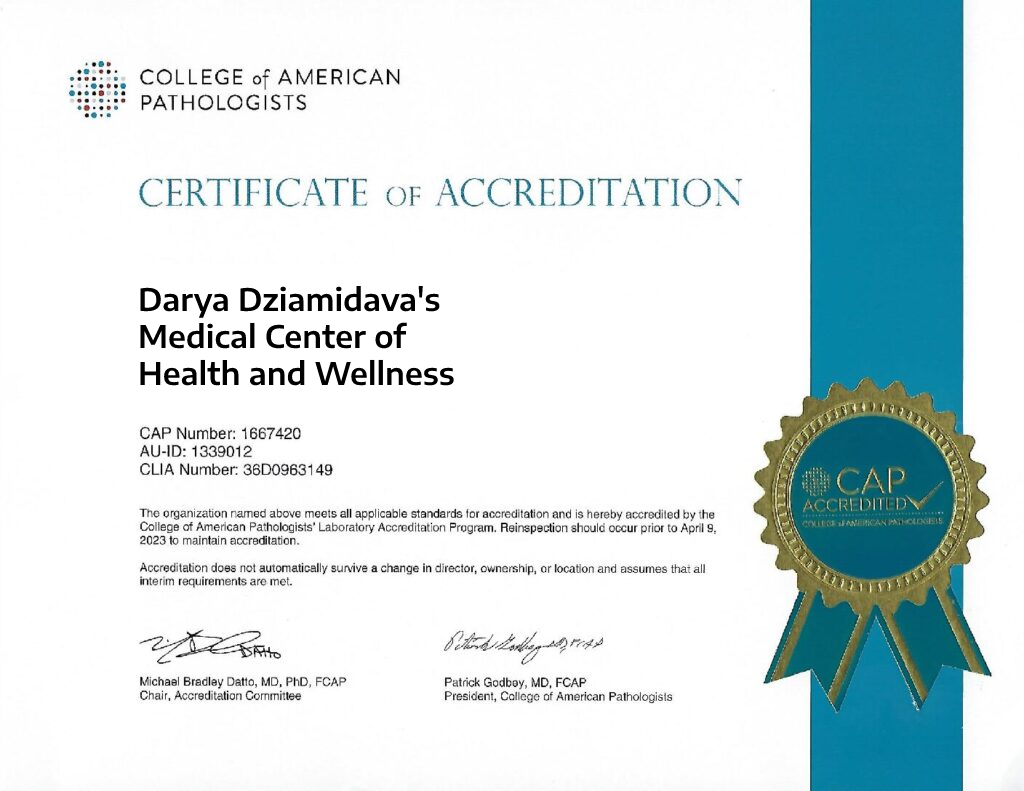 COLLEGE of AMERICAN
PATHOLOGISTS
CERTIFICATE OF ACCREDITATION
Darya Dziamidava's
Medical Center of
Health and Wellness
CAP Number: 1667420
AU-ID: 1339012
CLIA Number: 36D0963149
The organization named above meets all applicable standards for accreditation and is hereby accredited by the
College of American Pathologists' Laboratory Accreditation Program. Reinspection should occur prior to April 9,
2023 to maintain accreditation.
Accreditation does not automatically survive a change in director, ownership, or location and assumes that all
interim requirements are met.
Michael Bradley Datto, MD, PhD, FCAP
Chair, Accreditation Committee
Patrick Godbey, MD, FCAP
President, College of American Pathologists
CAP
ACCREDITED
COLLEGE of AMERICAN PATHOLOGISTS